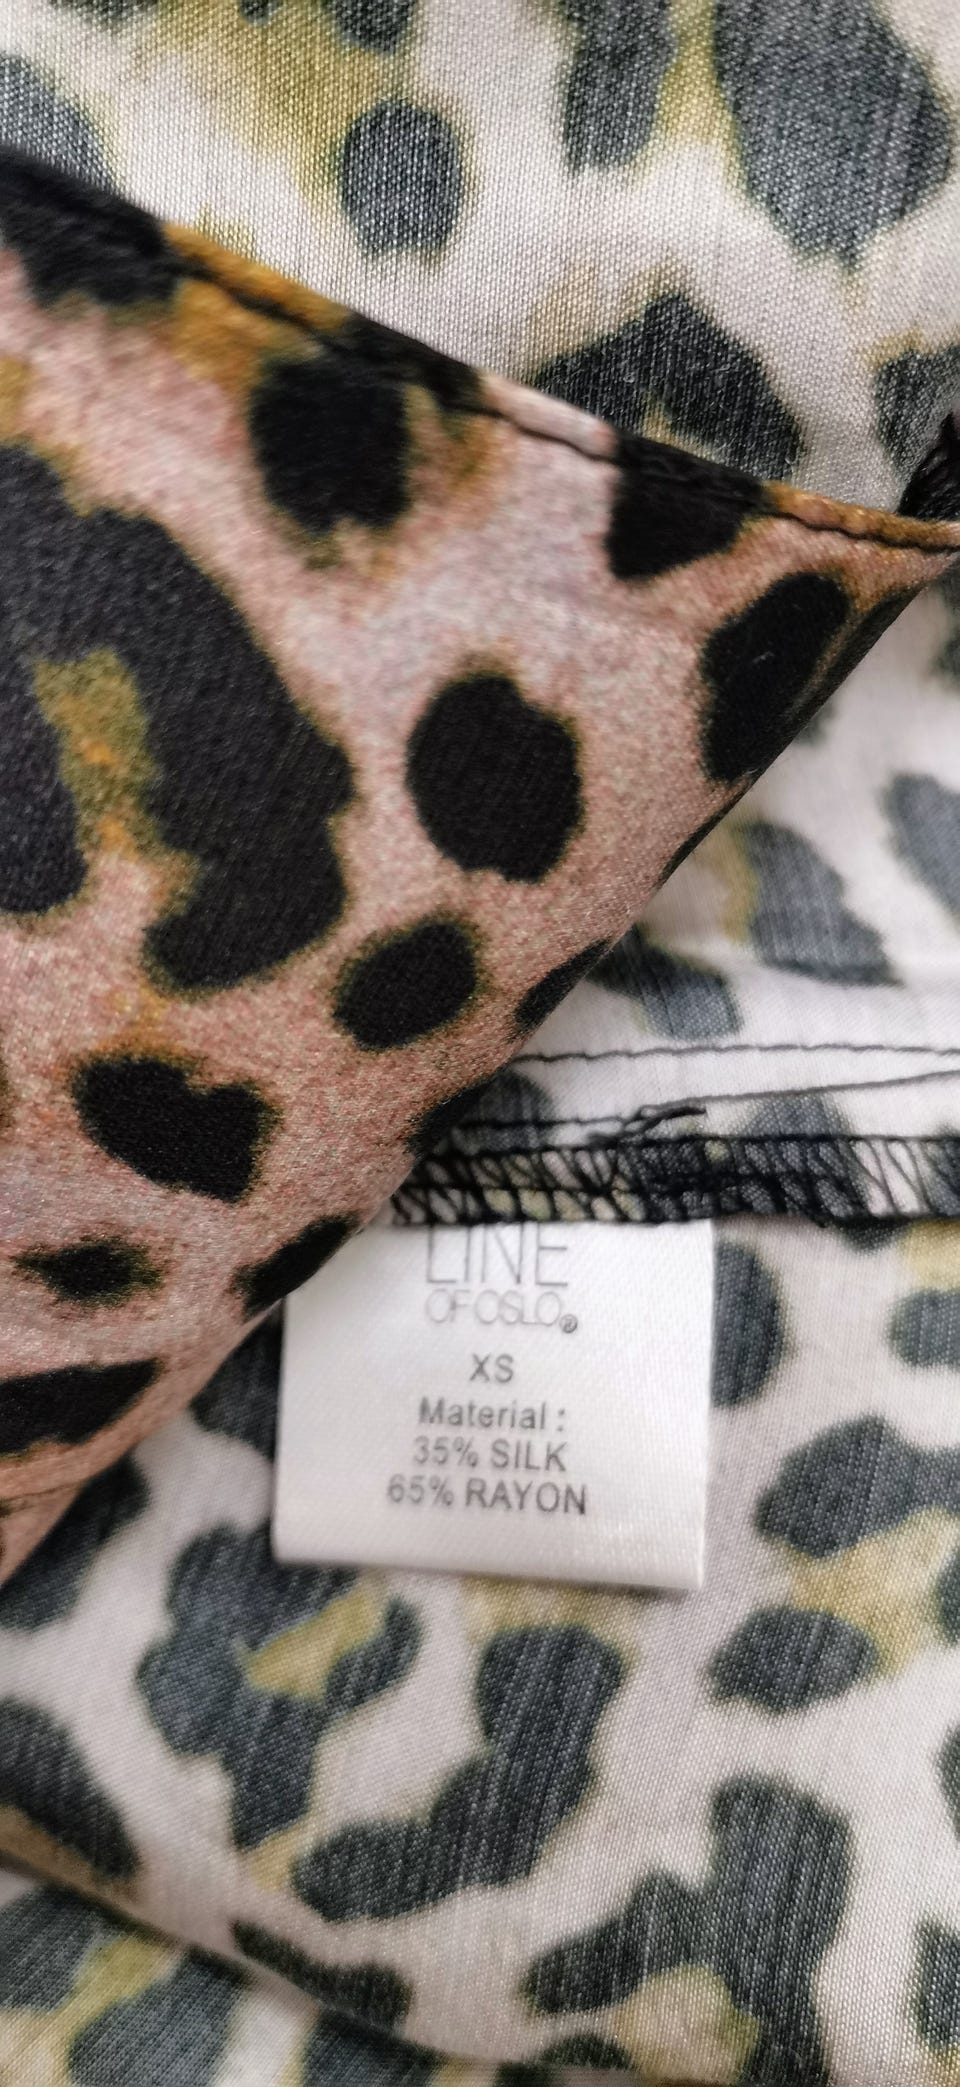 LINE
OF OSLO®
XS
Material :
35% SILK
65% RAYON